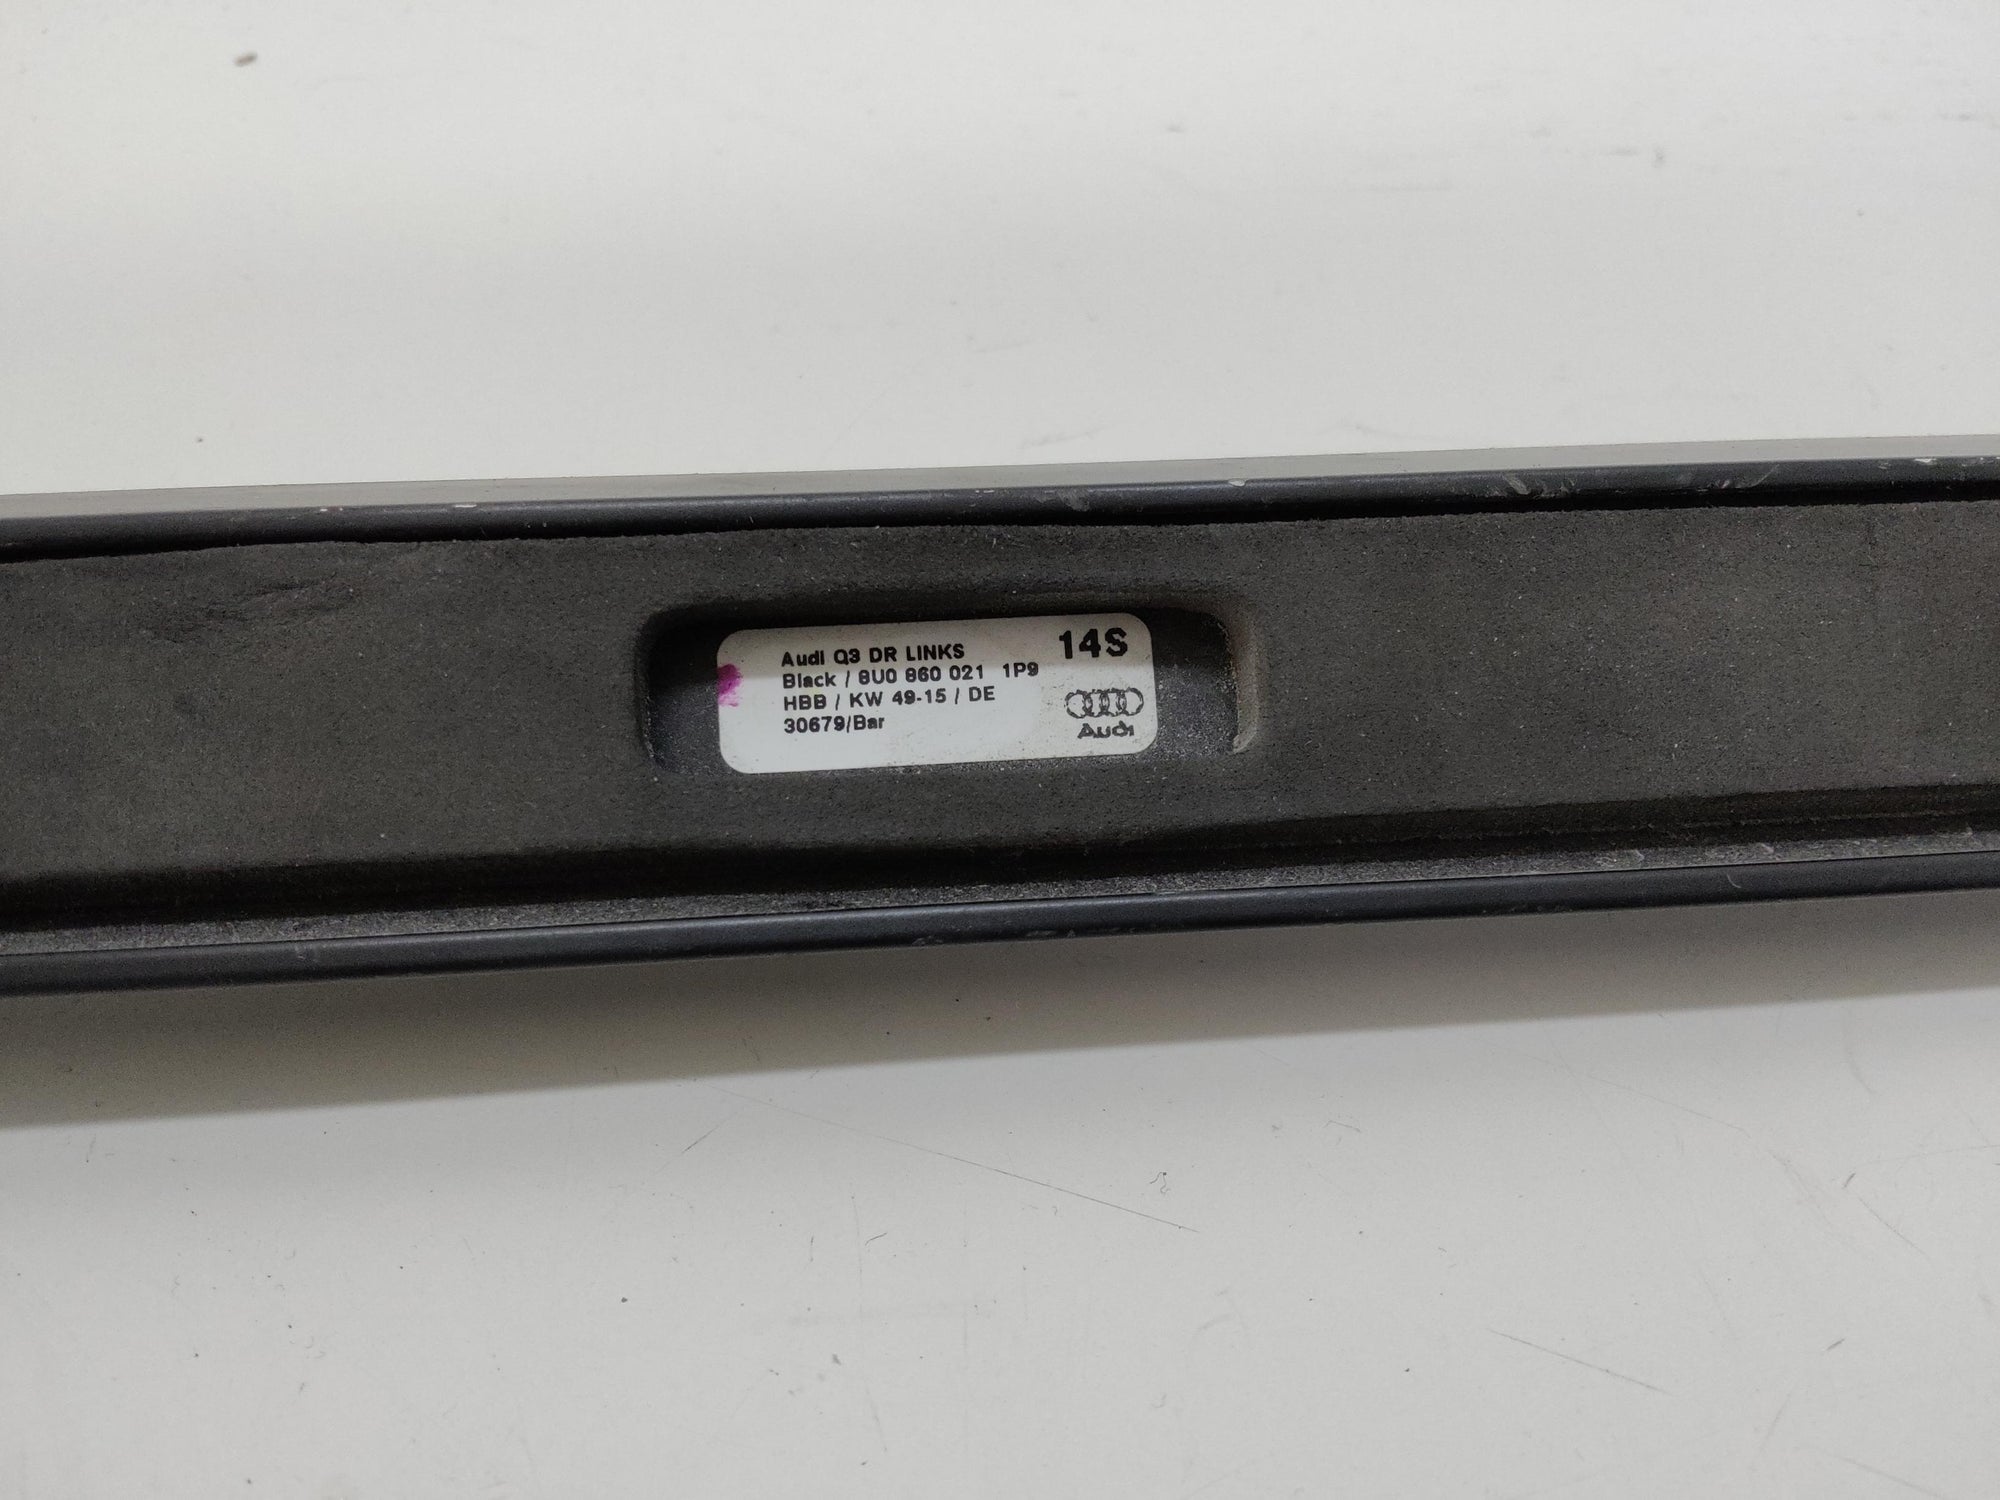 Audi Q3 DR LINKS 14S
Black / 8U0 860 021 1P9
HBB / KW 49-15 / DE
30679/Bar
Audi